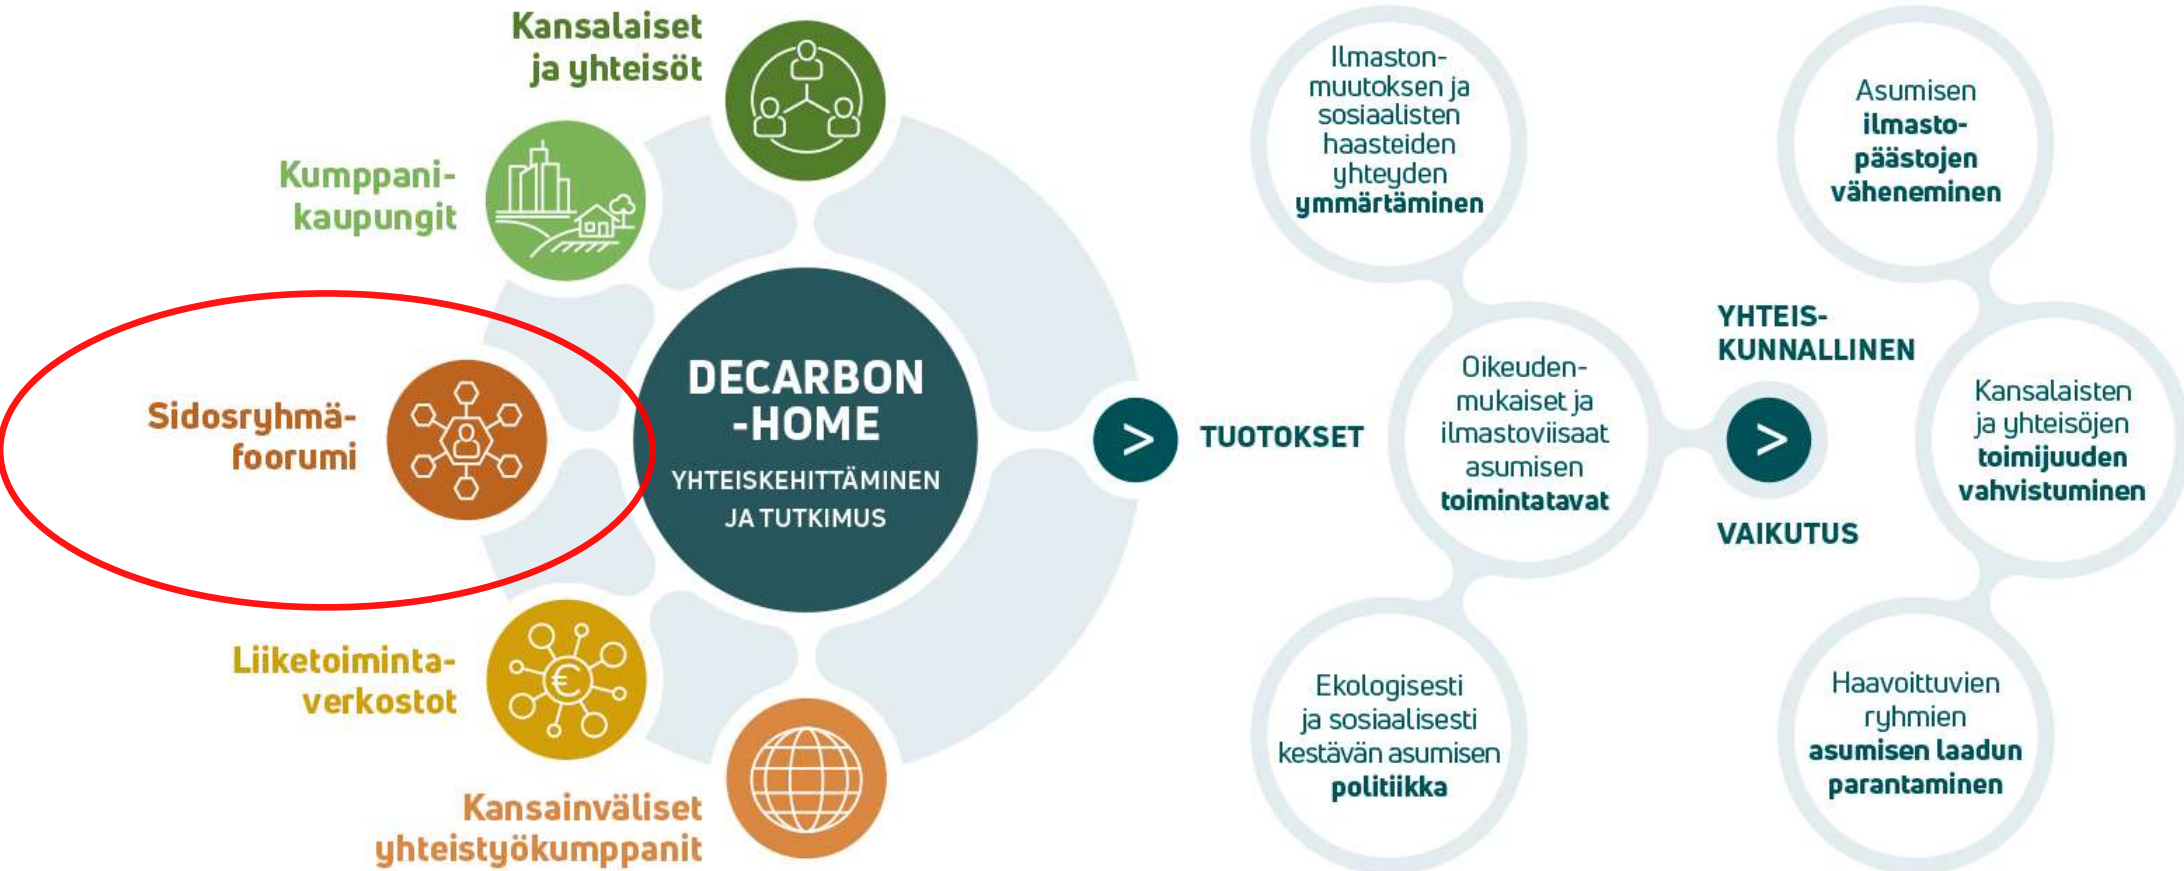 Kansalaiset
ja yhteisöt
Kumppani-
kaupungit
Sidosryhmä-
foorumi
Liiketoiminta-
verkostot
€
Kansainväliset
yhteistyökumppanit
DECARBON
-HOME
YHTEISKEHITTÄMINEN
JA TUTKIMUS
>
TUOTOKSET
Ilmaston-
muutoksen ja
sosiaalisten
haasteiden
yhteyden
ymmärtäminen
Oikeuden-
mukaiset ja
ilmastoviisaat
asumisen
toimintatavat
Ekologisesti
ja sosiaalisesti
kestävän asumisen
politiikka
YHTEIS-
KUNNALLINEN
>
VAIKUTUS
Asumisen
ilmasto-
päästojen
väheneminen
Kansalaisten
ja yhteisöjen
toimijuuden
vahvistuminen
Haavoittuvien
ryhmien
asumisen laadun
parantaminen